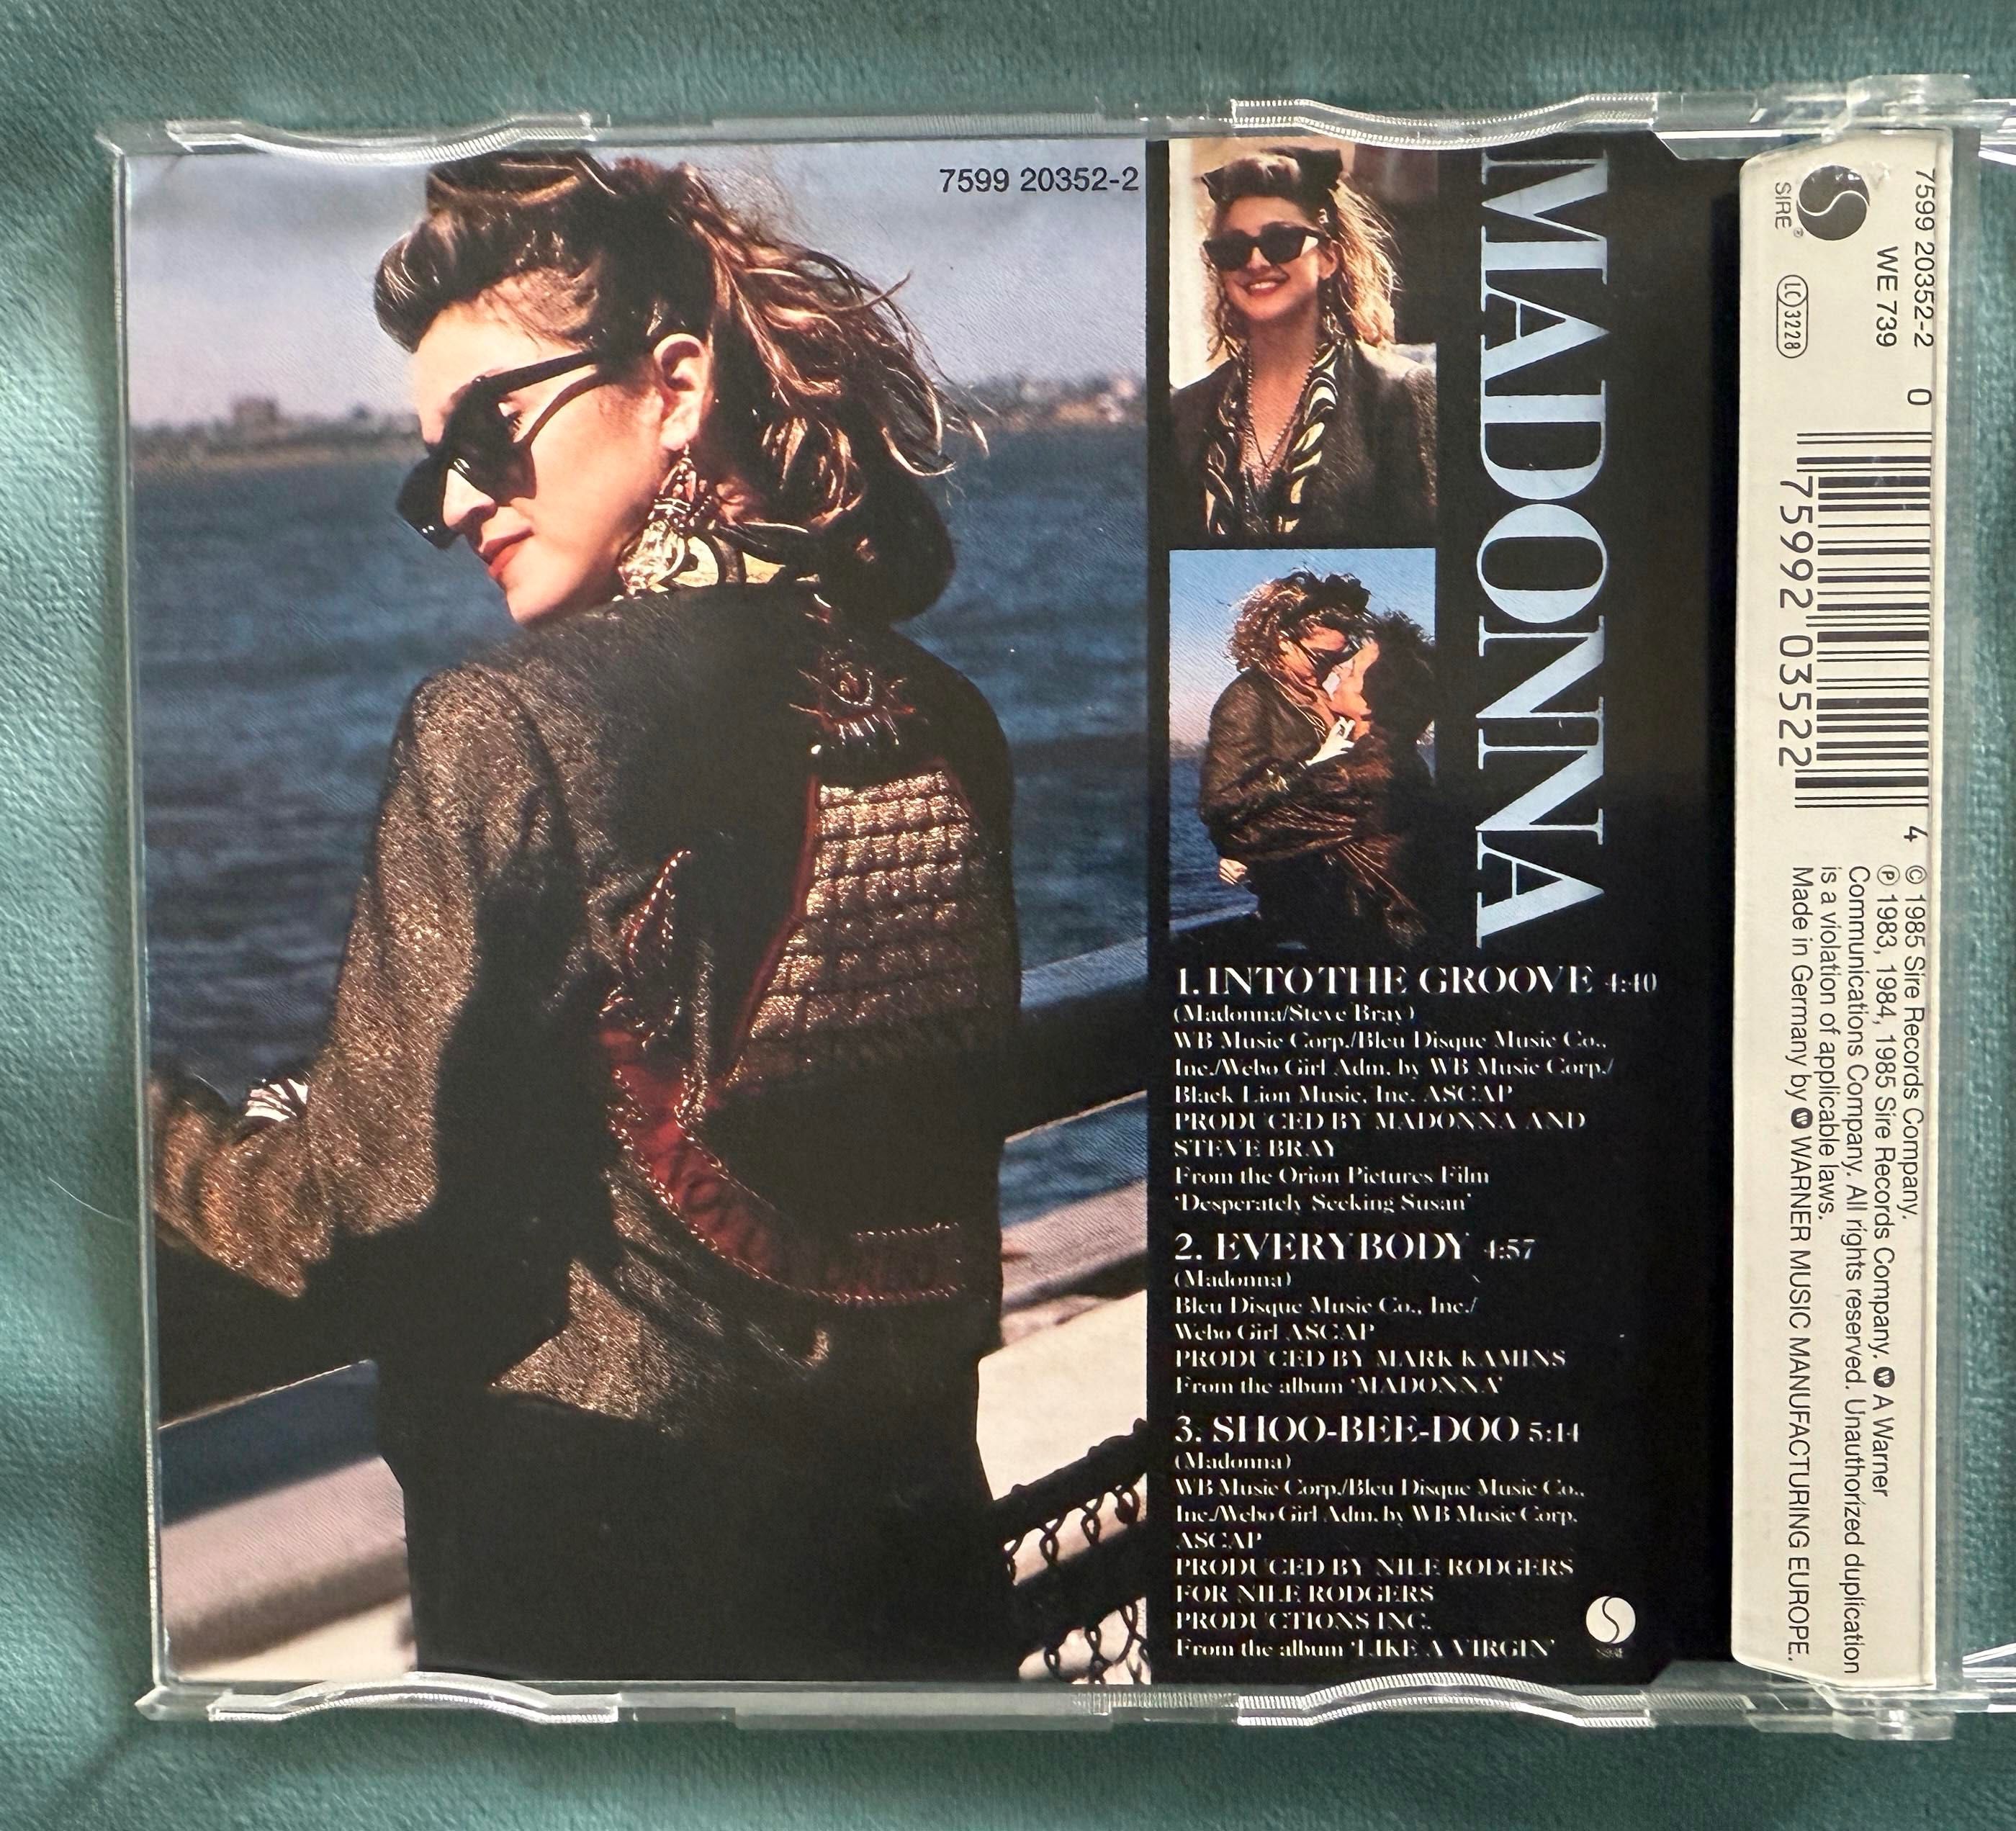 7599 20352-2
MADONNA
1. INTO THE GROOVE 4:40
(Madonna/Steve Bray)
WB Music Corp./Bleu Disque Music Co.,
Inc./Webo Girl Adm. by WB Music Corp./
Black Lion Music, Inc. ASCAP
PRODUCED BY MADONNA AND
STEVE BRAY
From the Orion Pictures Film
'Desperately Seeking Susan'
2. EVERYBODY 4:57
(Madonna)
Bleu Disque Music Co., Inc./
Webo Girl ASCAP
PRODUCED BY MARK KAMINS
From the album 'MADONNA'
3. SHOO-BEE-DOO 5:14
(Madonna)
WB Music Corp./Bleu Disque Music Co.,
Inc./Webo Girl Adm. by WB Music Corp.
ASCAP
PRODUCED BY NILE RODGERS
FOR NILE RODGERS
PRODUCTIONS INC.
From the album 'LIKE A VIRGIN'
SIRE
7599 20352-2
WE 739
SIRE®
LC 3228
0
75992 03522
4
© 1985 Sire Records Company.
℗ 1983, 1984, 1985 Sire Records Company. W A Warner
Communications Company. All rights reserved. Unauthorized duplication
is a violation of applicable laws.
Made in Germany by W WARNER MUSIC MANUFACTURING EUROPE.